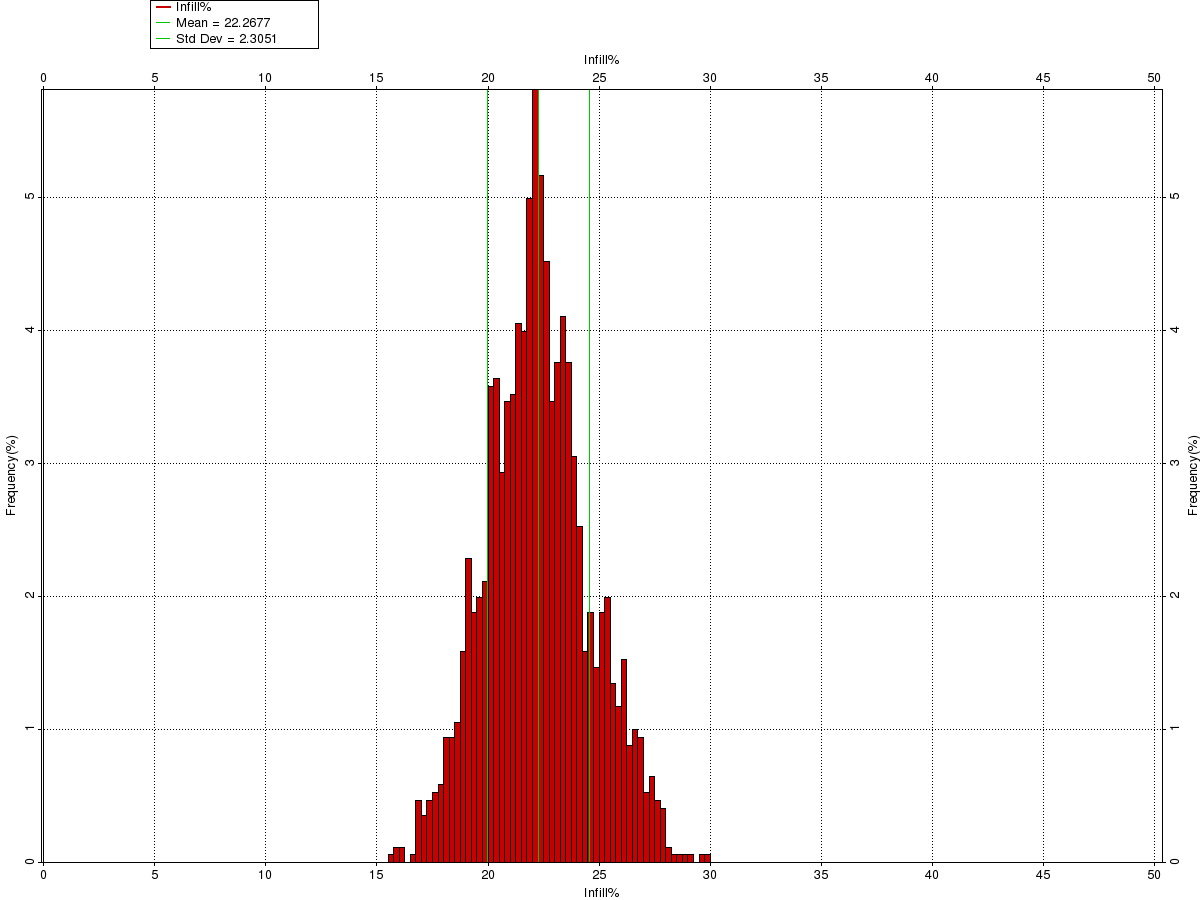 Infill%
Mean = 22.2677
Std Dev = 2.3051
Infill%
0 5 10 15 20 25 30 35 40 45 50
5 5
4 4
Frequency(%) Frequency(%)
3 3
2 2
1 1
0 0
0 5 10 15 20 25 30 35 40 45 50
Infill%